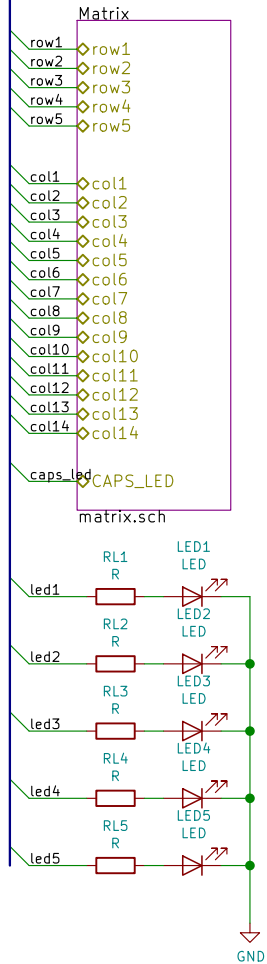 Matrix
row1 row1
row2 row2
row3 row3
row4 row4
row5 row5
col1 col1
col2 col2
col3 col3
col4 col4
col5 col5
col6 col6
col7 col7
col8 col8
col9 col9
col10 col10
col11 col11
col12 col12
col13 col13
col14 col14
caps_led CAPS_LED
matrix.sch
RL1 LED1
R LED
led1
RL2 LED2
R LED
led2
RL3 LED3
R LED
led3
RL4 LED4
R LED
led4
RL5 LED5
R LED
led5
GND